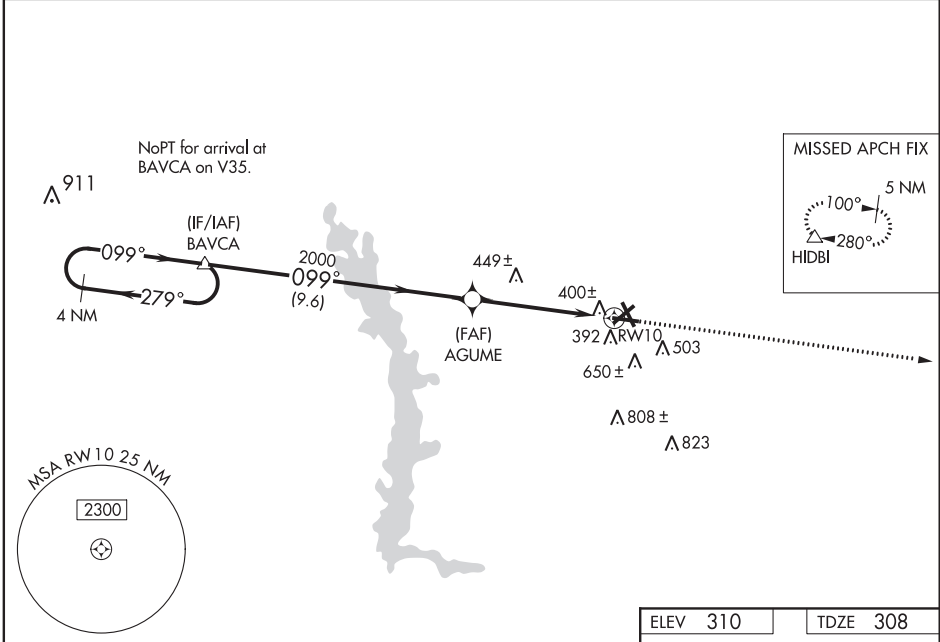 NoPT for arrival at
BAVCA on V35.
911
(IF/IAF)
BAVCA
099°
279°
4 NM
2000
099°
(9.6)
449±
(FAF)
AGUME
400±
392
RW10
503
650±
808±
823
MISSED APCH FIX
5 NM
100°
280°
HIDBI
MSA RW10 25 NM
2300
ELEV 310
TDZE 308